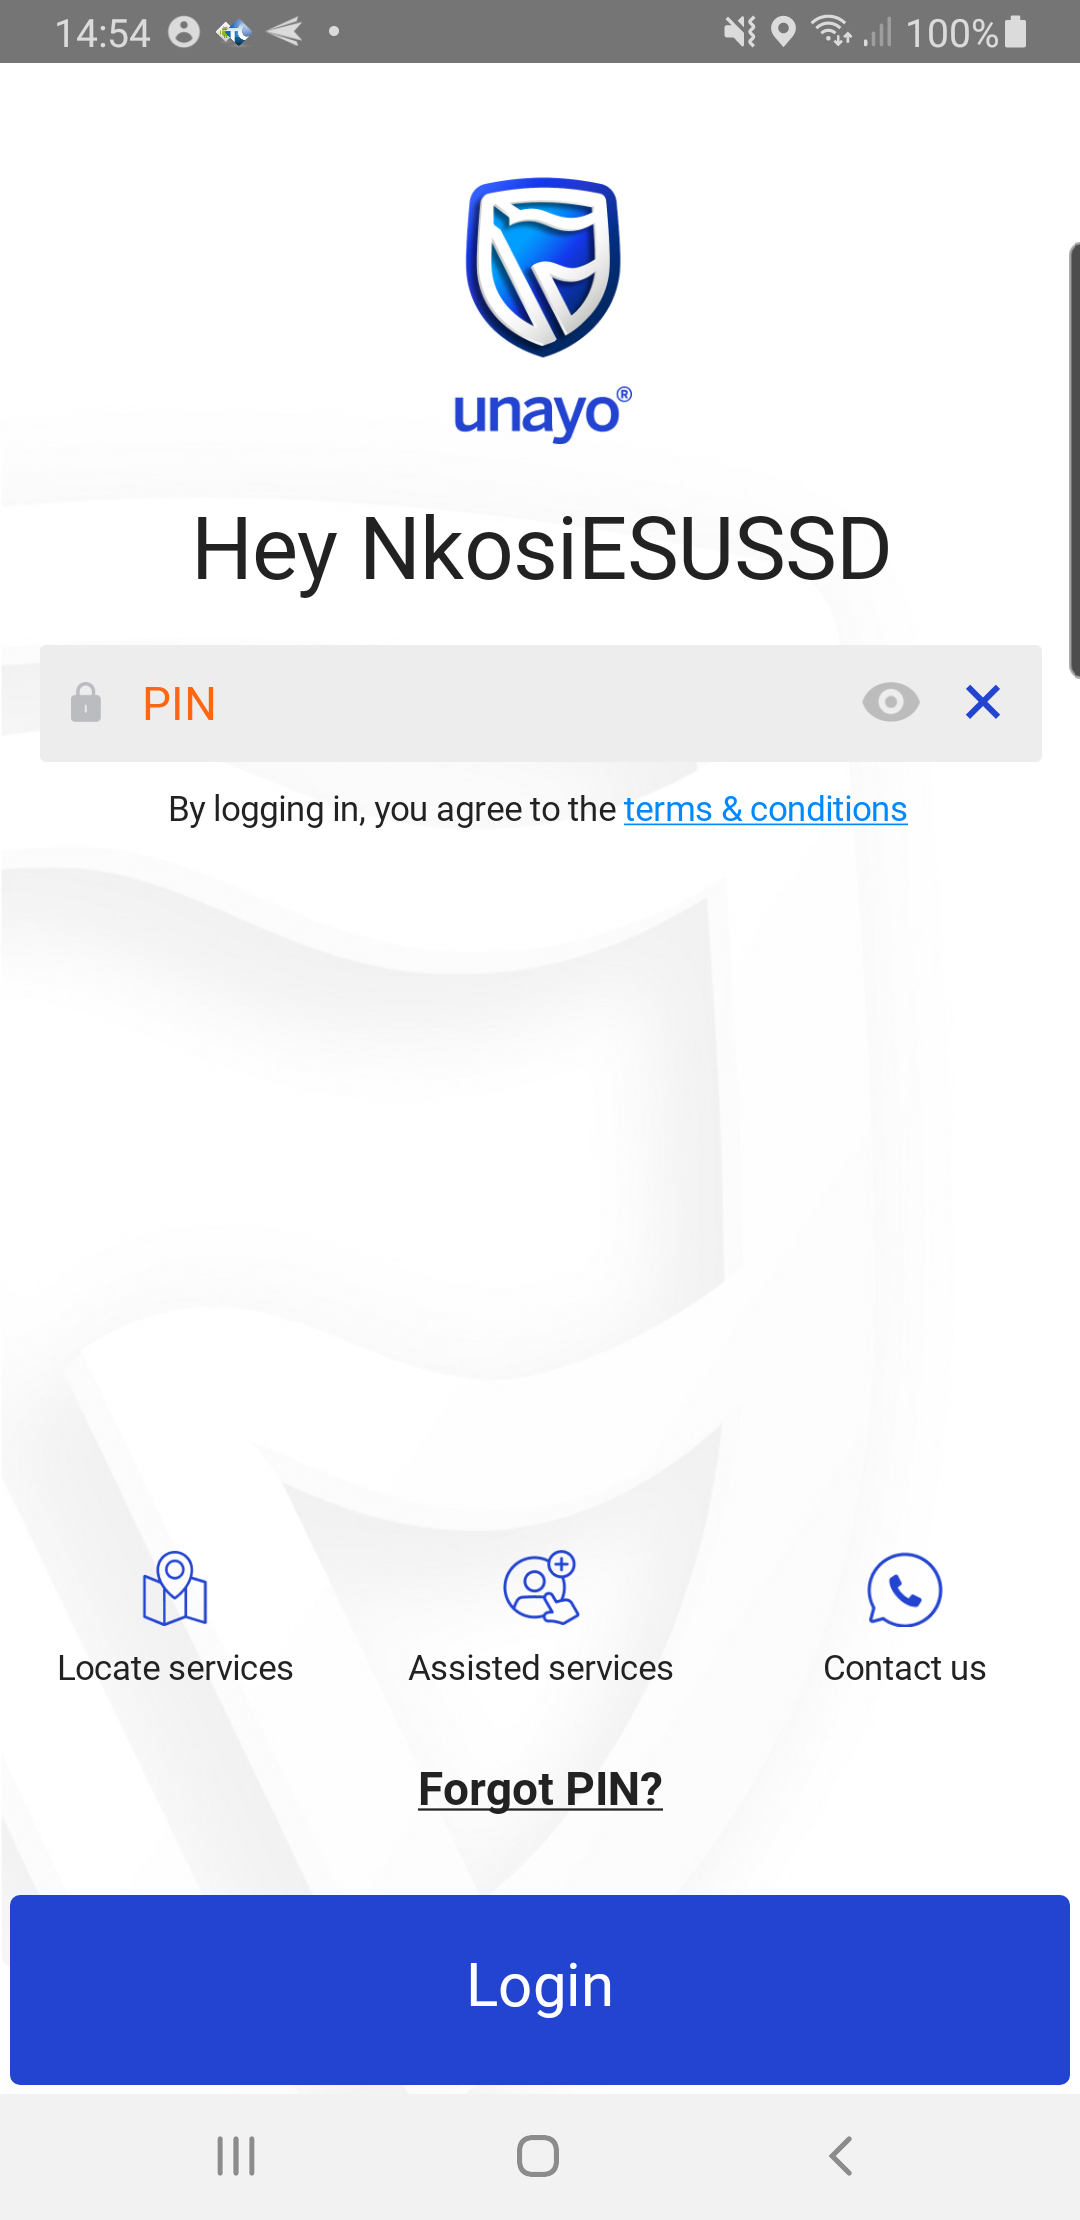 14:54
100%
unayo®
Hey NkosiESUSSD
PIN
By logging in, you agree to the terms & conditions
Locate services
Assisted services
Contact us
Forgot PIN?
Login